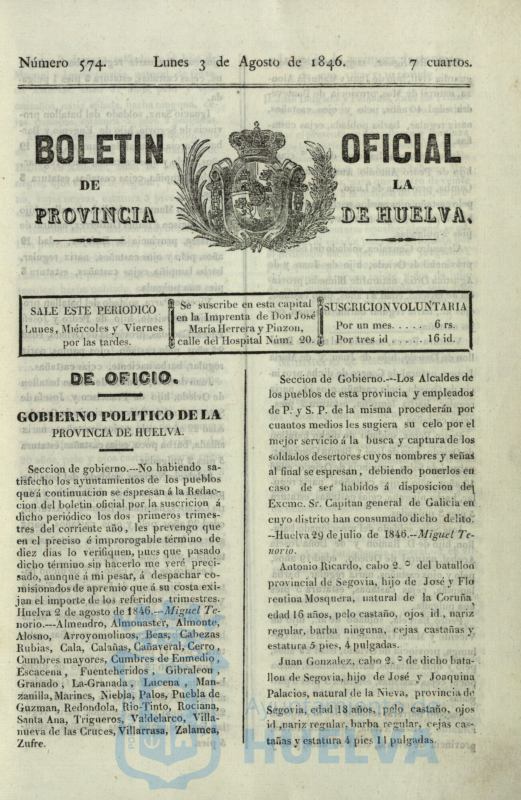 Número 574. Lunes 3 de Agosto de 1846. 7 cuartos.
BOLETIN OFICIAL
DE LA
PROVINCIA DE HUELVA.
SALE ESTE PERIODICO
Lunes, Miércoles y Viernes
por las tardes.
Se suscribe en esta capital
en la Imprenta de Don José
María Herrera y Pinzon,
calle del Hospital Núm. 20.
SUSCRICION VOLUNTARIA
Por un mes. . . . . 6 rs.
Por tres id . . . . . 16 id.
DE OFICIO.
GOBIERNO POLITICO DE LA
PROVINCIA DE HUELVA.
Seccion de gobierno.--No habiendo sa-
tisfecho los ayuntamientos de los pueblos
que á continuacion se espresan á la Redac-
cion del boletin oficial por la suscricion á
dicho periódico los dos primeros trimes-
tres del corriente año, les prevengo que
en el preciso é improrogable término de
diez dias lo verifiquen, pues que pasado
dicho término sin hacerlo me veré preci-
sado, aunque á mi pesar, á despachar co-
misionados de apremio que á su costa exi-
jan el importe de los referidos trimestres.
Huelva 2 de agosto de 1846.--Miguel Te-
norio.--Almendro, Almonaster, Almonte,
Alosno, Arroyomolinos, Beas, Cabezas
Rubias, Cala, Calañas, Cañaveral, Cerro,
Cumbres mayores, Cumbres de Enmedio,
Escacena, Fuenteheridos, Gibraleon,
Granado, La-Granada, Lucena, Man-
zanilla, Marines, Niebla, Palos, Puebla de
Guzman, Redondola, Rio-Tinto, Rociana,
Santa Ana, Trigueros, Valdelarco, Villa-
nueva de las Cruces, Villarrasa, Zalamea,
Zufre.
Seccion de Gobierno.--Los Alcaldes de
los pueblos de esta provincia y empleados
de P. y S. P. de la misma procederán por
cuantos medios les sugiera su celo por el
mejor servicio á la busca y captura de los
soldados desertores cuyos nombres y señas
al final se espresan, debiendo ponerlos en
caso de ser habidos á disposicion del
Excmo. Sr. Capitan general de Galicia en
cuyo distrito han consumado dicho delito.
--Huelva 29 de julio de 1846.--Miguel Te-
norio.
Antonio Ricardo, cabo 2.º del batallon
provincial de Segovia, hijo de José y Flo
rentina Mosquera, natural de la Coruña
edad 16 años, pelo castaño, ojos id., nariz
regular, barba ninguna, cejas castañas y
estatura 5 pies, 4 pulgadas.
Juan Gonzalez, cabo 2.º de dicho bata-
llon de Segovia, hijo de José y Joaquina
Palacios, natural de la Nieva, provincia de
Segovia, edad 18 años, pelo castaño, ojos
id., nariz regular, barba regular, cejas cas-
tañas y estatura 4 pies 11 pulgadas.
HUELVA